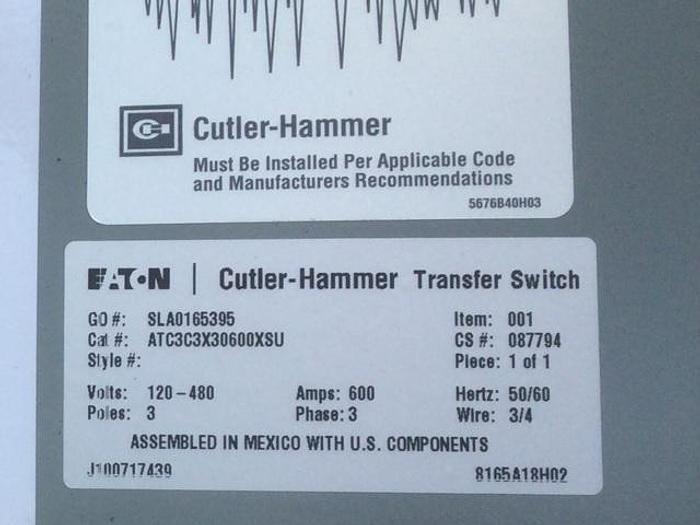 Cutler-Hammer
Must Be Installed Per Applicable Code
and Manufacturers Recommendations
5676B40H03
EATON | Cutler-Hammer Transfer Switch
GO #: SLA0165395 Item: 001
Cat #: ATC3C3X30600XSU CS #: 087794
Style #: Piece: 1 of 1
Volts: 120-480 Amps: 600 Hertz: 50/60
Poles: 3 Phase: 3 Wire: 3/4
ASSEMBLED IN MEXICO WITH U.S. COMPONENTS
J100717439 8165A18H02